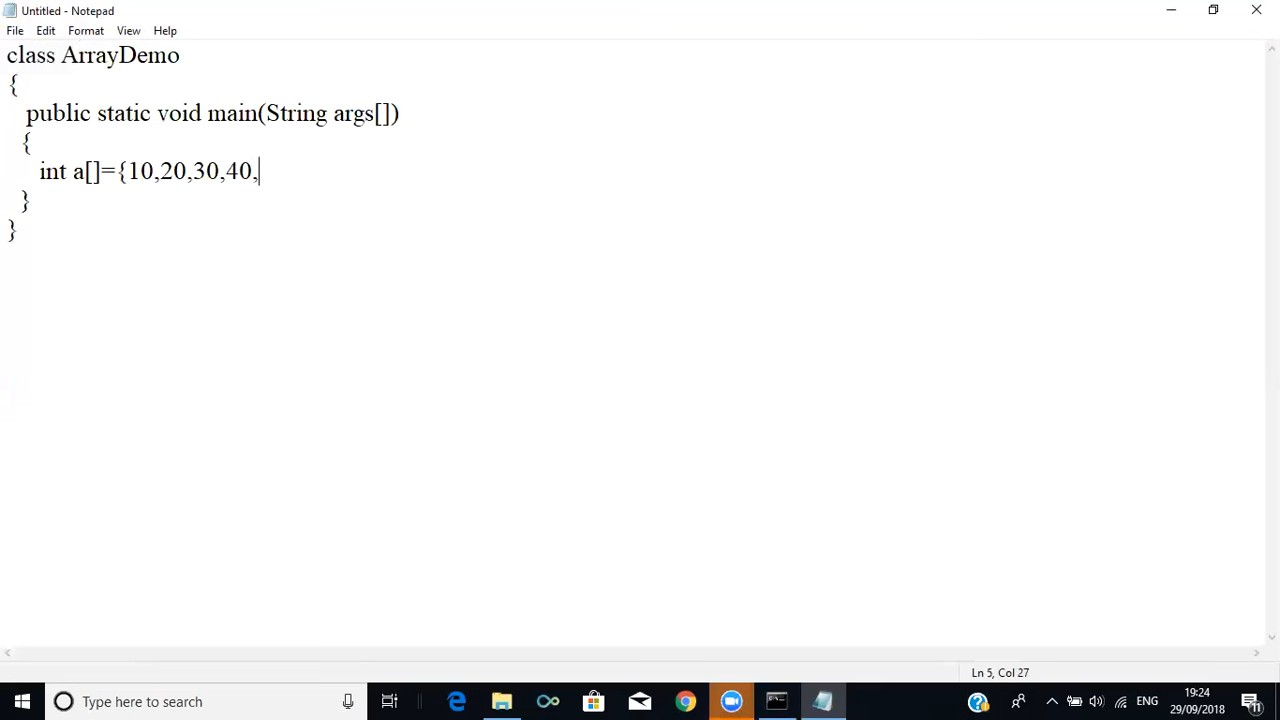 Untitled - Notepad
File Edit Format View Help
class ArrayDemo
{
public static void main(String args[])
{
int a[]={10,20,30,40,
}
}
Ln 5, Col 27
Type here to search
ENG
19:24
29/09/2018
11